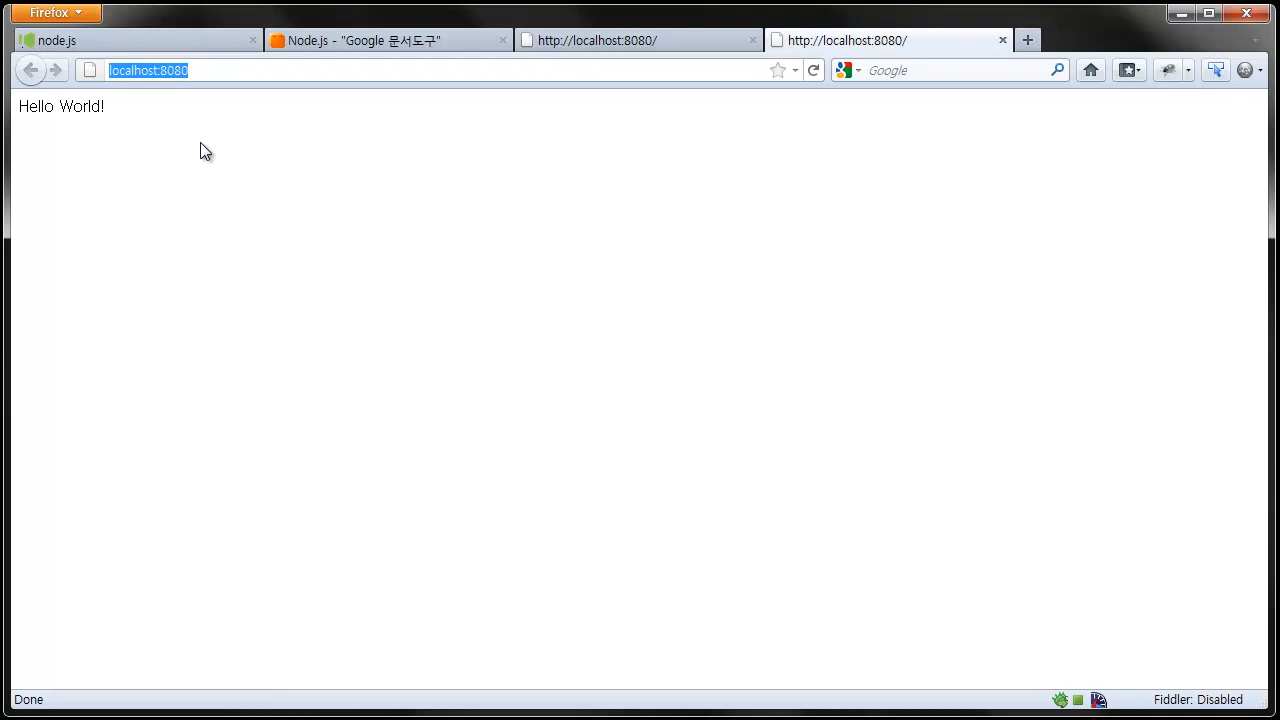 Firefox
node.js
Node.js - "Google 문서도구"
http://localhost:8080/
http://localhost:8080/
localhost:8080
Google
Hello World!
Done
Fiddler: Disabled